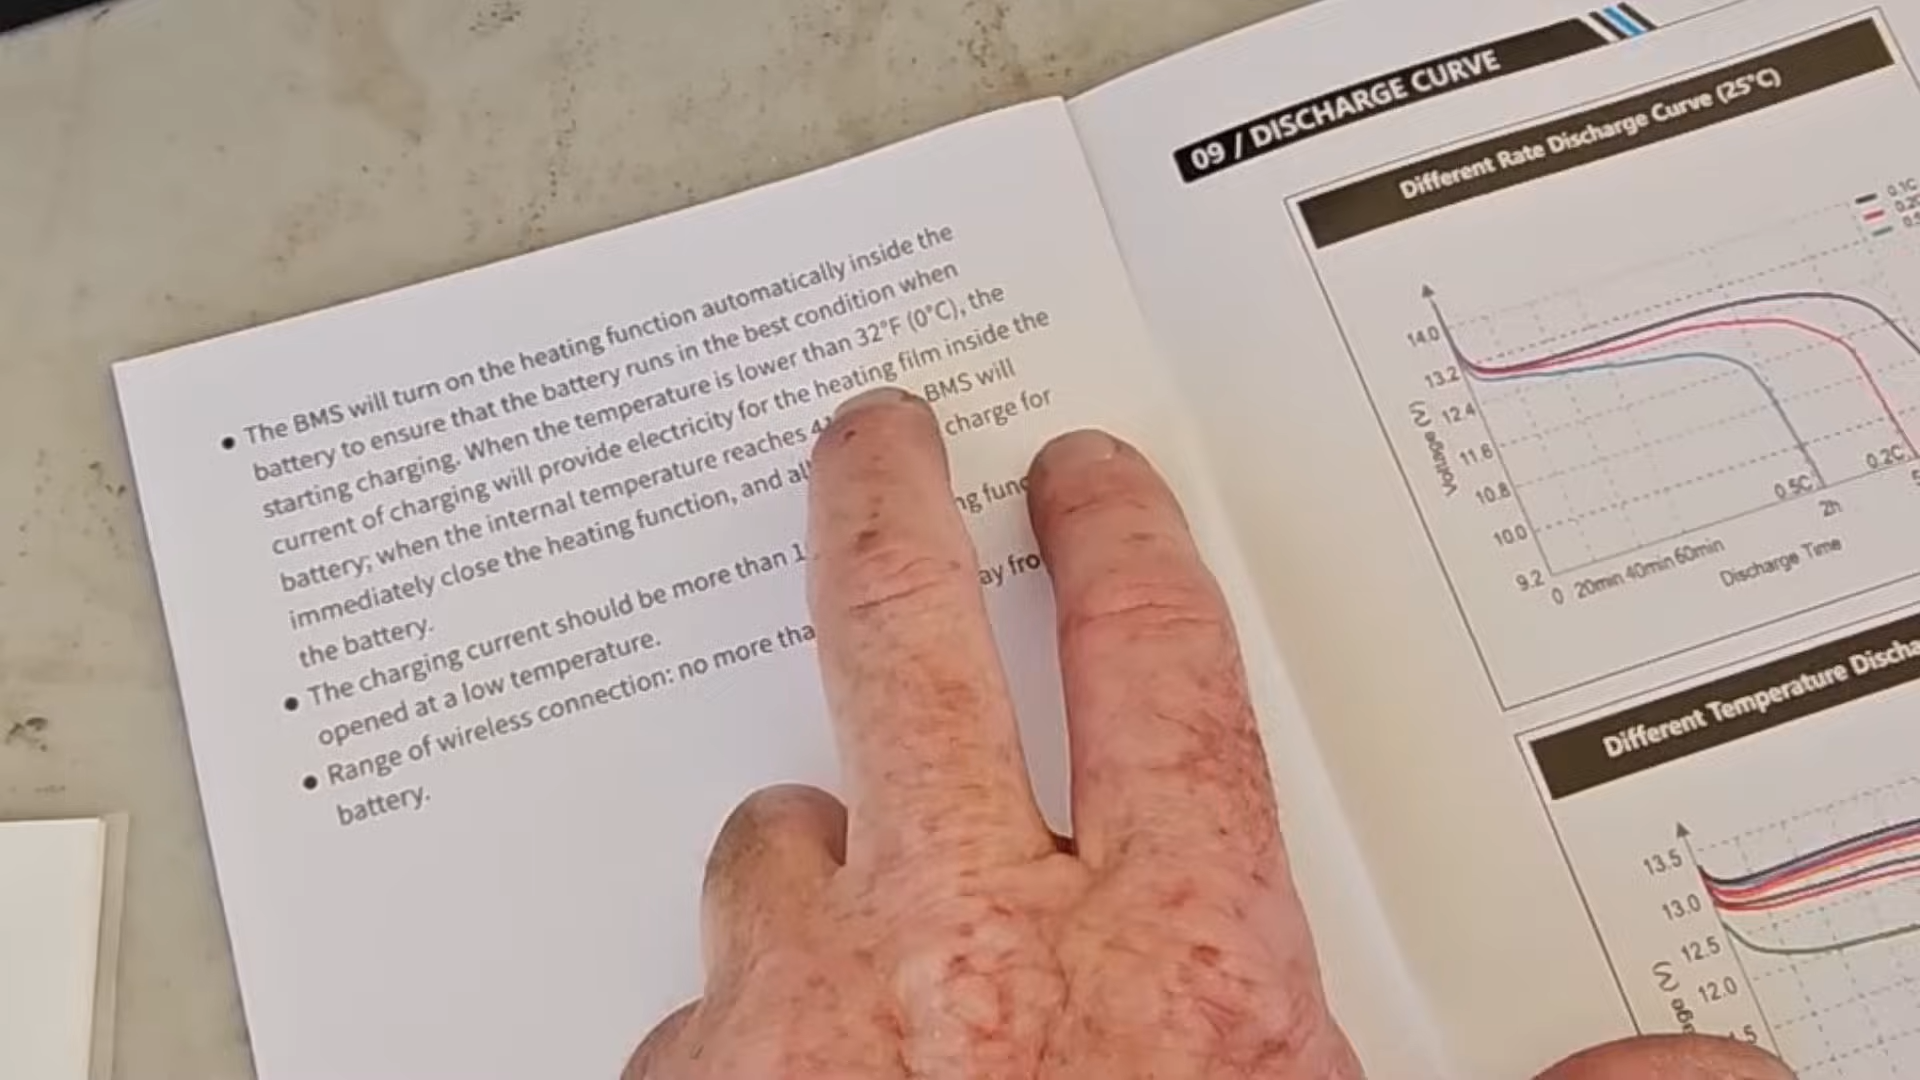 The BMS will turn on the heating function automatically inside the
battery to ensure that the battery runs in the best condition when
starting charging. When the temperature is lower than 32°F (0°C), the
current of charging will provide electricity for the heating film inside the
battery; when the internal temperature reaches BMS will
immediately close the heating function, and charge for
the battery.
The charging current should be more than
opened at a low temperature.
Range of wireless connection: no more
battery.
09 / DISCHARGE CURVE
Different Rate Discharge Curve (25°C)
0.1C
14.0
13.2
12.4
11.6
10.8
10.0
9.2
0 20min 40min 60min 2h
0.5C 0.2C
Voltage (V)
Discharge Time
Different Temperature
13.5
13.0
12.5
12.0